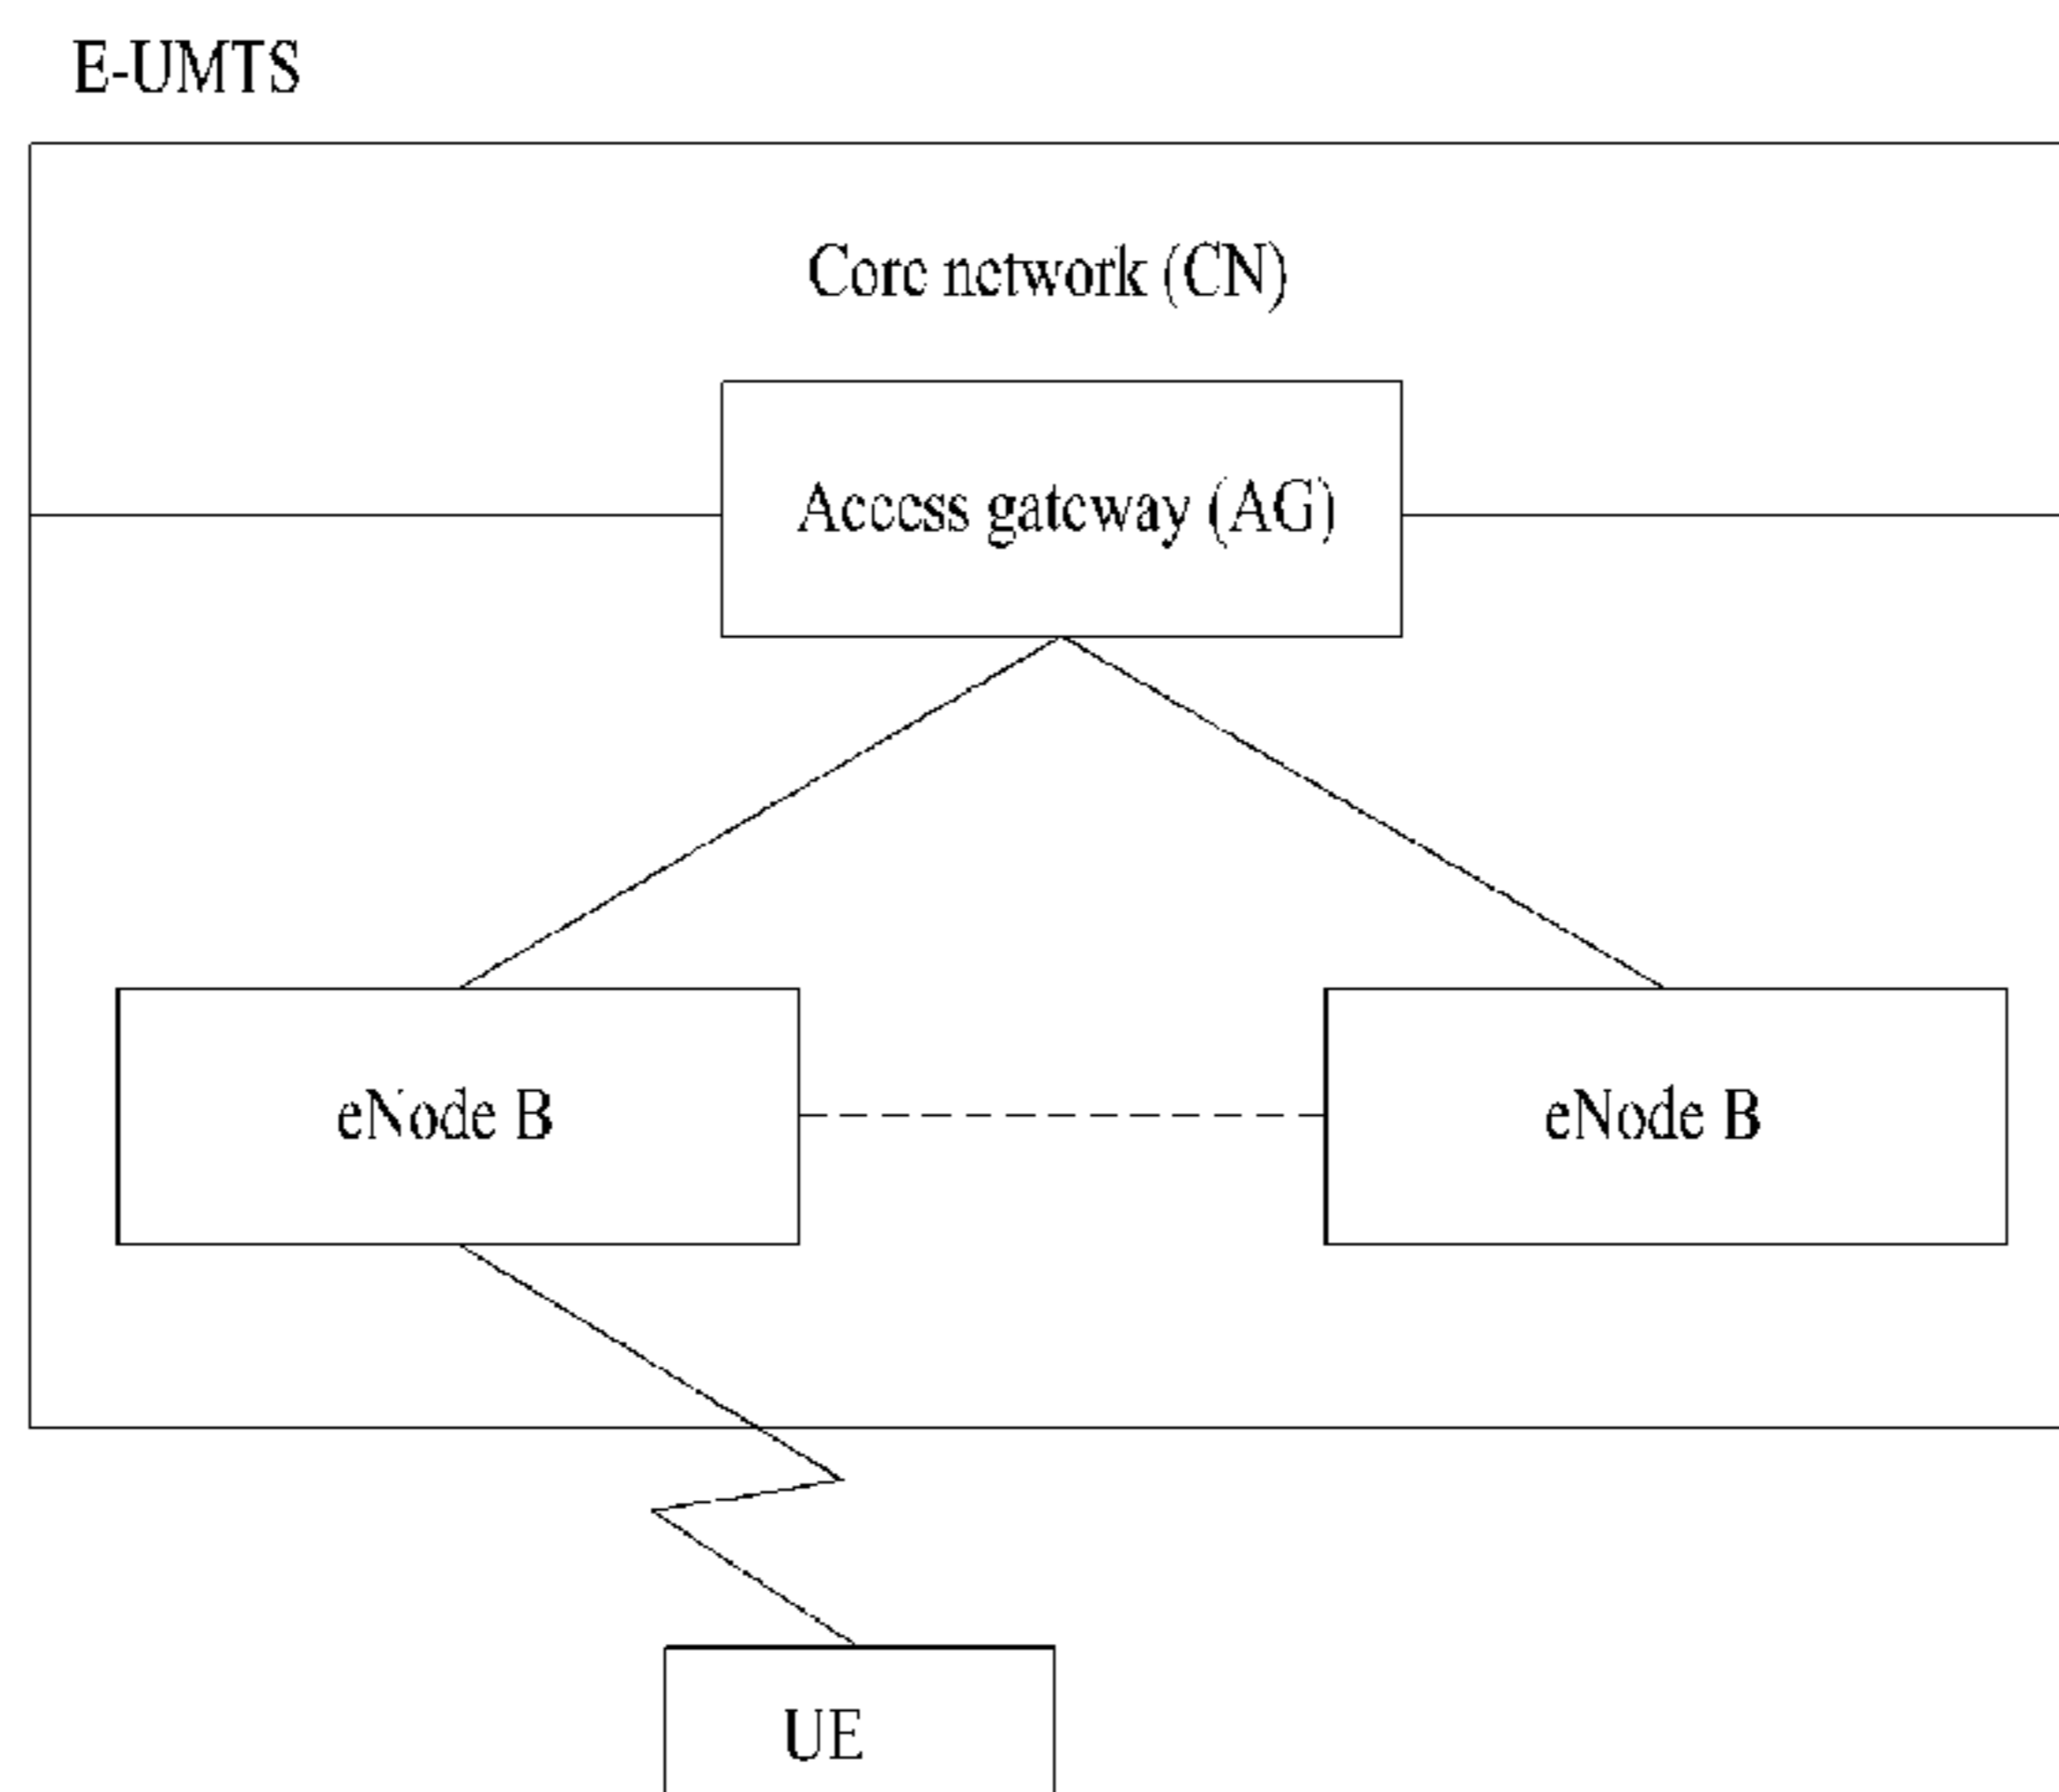 E-UMTS
Core network (CN)
Access gateway (AG)
eNode B
eNode B
UE